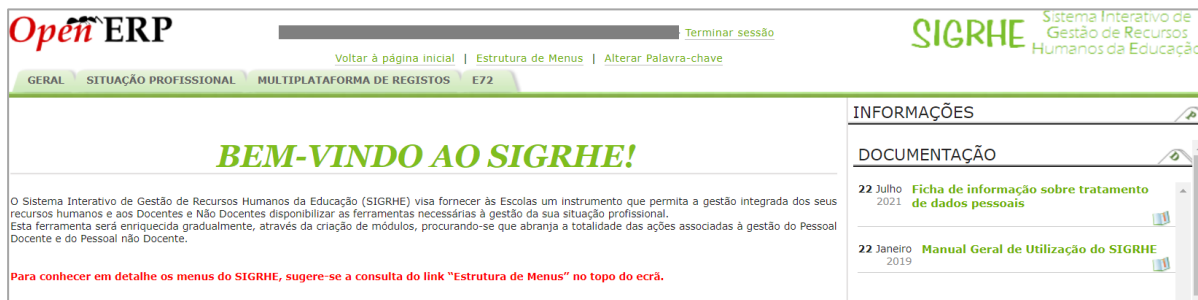 Open ERP
Terminar sessão
SIGRHE
Sistema Interativo de
Gestão de Recursos
Humanos da Educação
Voltar à página inicial | Estrutura de Menus | Alterar Palavra-chave
GERAL SITUAÇÃO PROFISSIONAL MULTIPLATAFORMA DE REGISTOS E72
BEM-VINDO AO SIGRHE!
O Sistema Interativo de Gestão de Recursos Humanos da Educação (SIGRHE) visa fornecer às Escolas um instrumento que permita a gestão integrada dos seus
recursos humanos e aos Docentes e Não Docentes disponibilizar as ferramentas necessárias à gestão da sua situação profissional.
Esta ferramenta será enriquecida gradualmente, através da criação de módulos, procurando-se que abranja a totalidade das ações associadas à gestão do Pessoal
Docente e do Pessoal não Docente.
Para conhecer em detalhe os menus do SIGRHE, sugere-se a consulta do link “Estrutura de Menus” no topo do ecrã.
INFORMAÇÕES
DOCUMENTAÇÃO
22 Julho Ficha de informação sobre tratamento
2021 de dados pessoais
22 Janeiro Manual Geral de Utilização do SIGRHE
2019